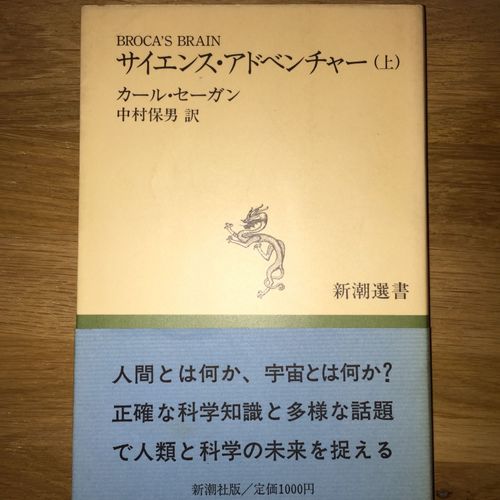 BROCA'S BRAIN
サイエンス・アドベンチャー(上)
カール・セーガン
中村保男 訳
新潮選書
人間とは何か、宇宙とは何か?
正確な科学知識と多様な話題
で人類と科学の未来を捉える
新潮社版/定価1000円